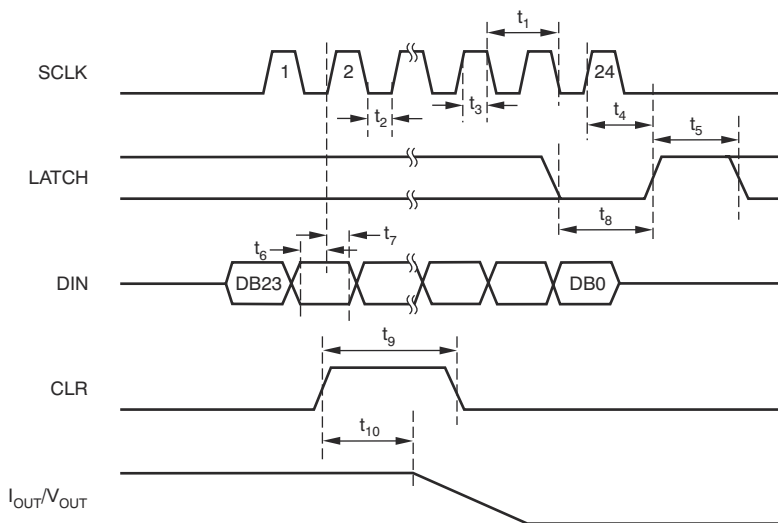 t1
SCLK
1
2
24
t2
t3
t4
t5
LATCH
t8
t6
t7
DIN
DB23
DB0
t9
CLR
t10
IOUT/VOUT